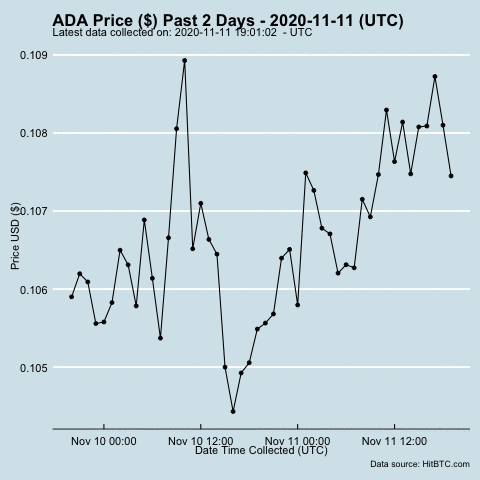 ADA Price ($) Past 2 Days - 2020-11-11 (UTC)
Latest data collected on: 2020-11-11 19:01:02  - UTC
0.109
0.108
0.107
0.106
0.105
Price USD ($)
Nov 10 00:00 Nov 10 12:00 Nov 11 00:00 Nov 11 12:00
Date Time Collected (UTC)
Data source: HitBTC.com